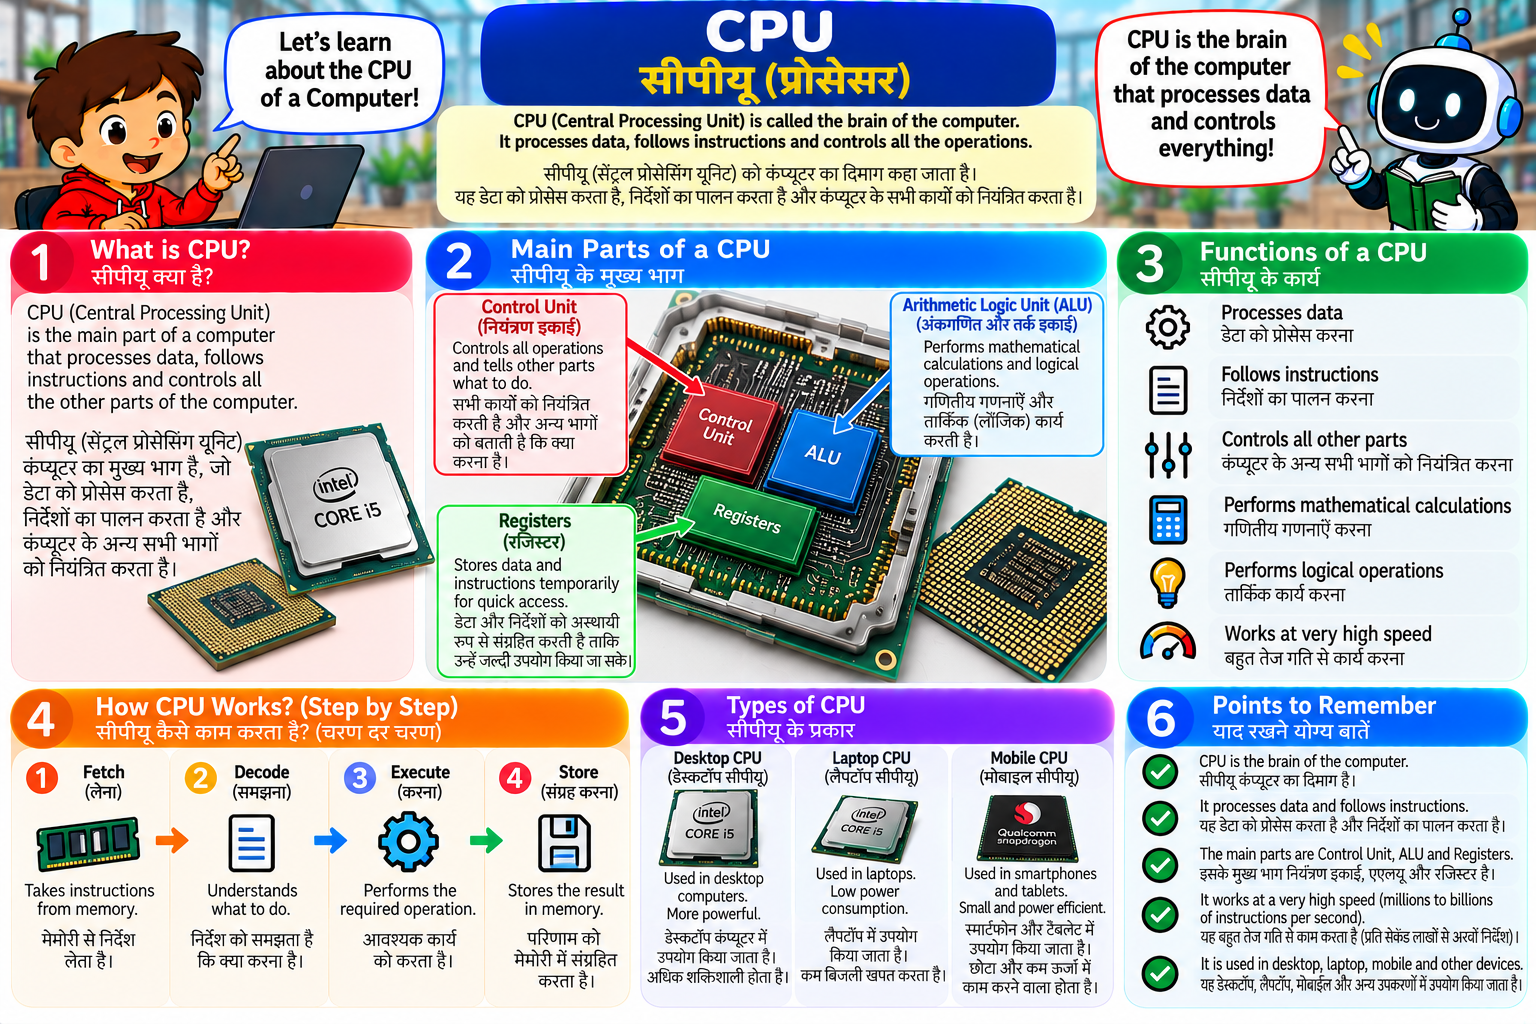 Let's learn
about the CPU
of a Computer!
CPU
सीपीयू (प्रोसेसर)
CPU (Central Processing Unit) is called the brain of the computer.
It processes data, follows instructions and controls all the operations.
सीपीयू (सेंट्रल प्रोसेसिंग यूनिट) को कंप्यूटर का दिमाग कहा जाता है।
यह डेटा को प्रोसेस करता है, निर्देशों का पालन करता है और कंप्यूटर के सभी कार्यों को नियंत्रित करता है।
CPU is the brain
of the computer
that processes data
and controls
everything!
1 What is CPU?
सीपीयू क्या है?
CPU (Central Processing Unit)
is the main part of a computer
that processes data, follows
instructions and controls all
the other parts of the computer.
सीपीयू (सेंट्रल प्रोसेसिंग यूनिट)
कंप्यूटर का मुख्य भाग है, जो
डेटा को प्रोसेस करता है,
निर्देशों का पालन करता है और
कंप्यूटर के अन्य सभी भागों
को नियंत्रित करता है।
intel
CORE i5
2 Main Parts of a CPU
सीपीयू के मुख्य भाग
Control Unit
(नियंत्रण इकाई)
Controls all operations
and tells other parts
what to do.
सभी कार्यों को नियंत्रित
करती है और अन्य भागों
को बताती है कि क्या
करना है।
Arithmetic Logic Unit (ALU)
(अंकगणित और तर्क इकाई)
Performs mathematical
calculations and logical
operations.
गणितीय गणनाएँ और
तार्किक (लॉजिक) कार्य
करती है।
Control
Unit
ALU
Registers
Registers
(रजिस्टर)
Stores data and
instructions temporarily
for quick access.
डेटा और निर्देशों को अस्थायी
रुप से संग्रहित करती है ताकि
उन्हें जल्दी उपयोग किया जा सके।
3 Functions of a CPU
सीपीयू के कार्य
Processes data
डेटा को प्रोसेस करना
Follows instructions
निर्देशों का पालन करना
Controls all other parts
कंप्यूटर के अन्य सभी भागों को नियंत्रित करना
Performs mathematical calculations
गणितीय गणनाएँ करना
Performs logical operations
तार्किक कार्य करना
Works at very high speed
बहुत तेज गति से कार्य करना
4 How CPU Works? (Step by Step)
सीपीयू कैसे काम करता है? (चरण दर चरण)
1 Fetch
(लेना)
Takes instructions
from memory.
मेमोरी से निर्देश
लेता है।
2 Decode
(समझना)
Understands
what to do.
निर्देश को समझता है
कि क्या करना है।
3 Execute
(करना)
Performs the
required operation.
आवश्यक कार्य
को करता है।
4 Store
(संग्रह करना)
Stores the result
in memory.
परिणाम को
मेमोरी में संग्रहित
करता है।
5 Types of CPU
सीपीयू के प्रकार
Desktop CPU
(डेस्कटॉप सीपीयू)
intel
CORE i5
Used in desktop
computers.
More powerful.
डेस्कटॉप कंप्यूटर में
उपयोग किया जाता है।
अधिक शक्तिशाली होता है।
Laptop CPU
(लैपटॉप सीपीयू)
intel
CORE i5
Used in laptops.
Low power
consumption.
लैपटॉप में उपयोग
किया जाता है।
कम बिजली खपत करता है।
Mobile CPU
(मोबाइल सीपीयू)
Qualcomm
snapdragon
Used in smartphones
and tablets.
Small and power efficient.
स्मार्टफोन और टैबलेट में
उपयोग किया जाता है।
छोटा और कम ऊर्जा में
काम करने वाला होता है।
6 Points to Remember
याद रखने योग्य बातें
CPU is the brain of the computer.
सीपीयू कंप्यूटर का दिमाग है।
It processes data and follows instructions.
यह डेटा को प्रोसेस करता है और निर्देशों का पालन करता है।
The main parts are Control Unit, ALU and Registers.
इसके मुख्य भाग नियंत्रण इकाई, एएलयू और रजिस्टर है।
It works at a very high speed (millions to billions
of instructions per second).
यह बहुत तेज गति से काम करता है (प्रति सेकंड लाखों से अरबों निर्देश)।
It is used in desktop, laptop, mobile and other devices.
यह डेस्कटॉप, लैपटॉप, मोबाईल और अन्य उपकरणों में उपयोग किया जाता है।